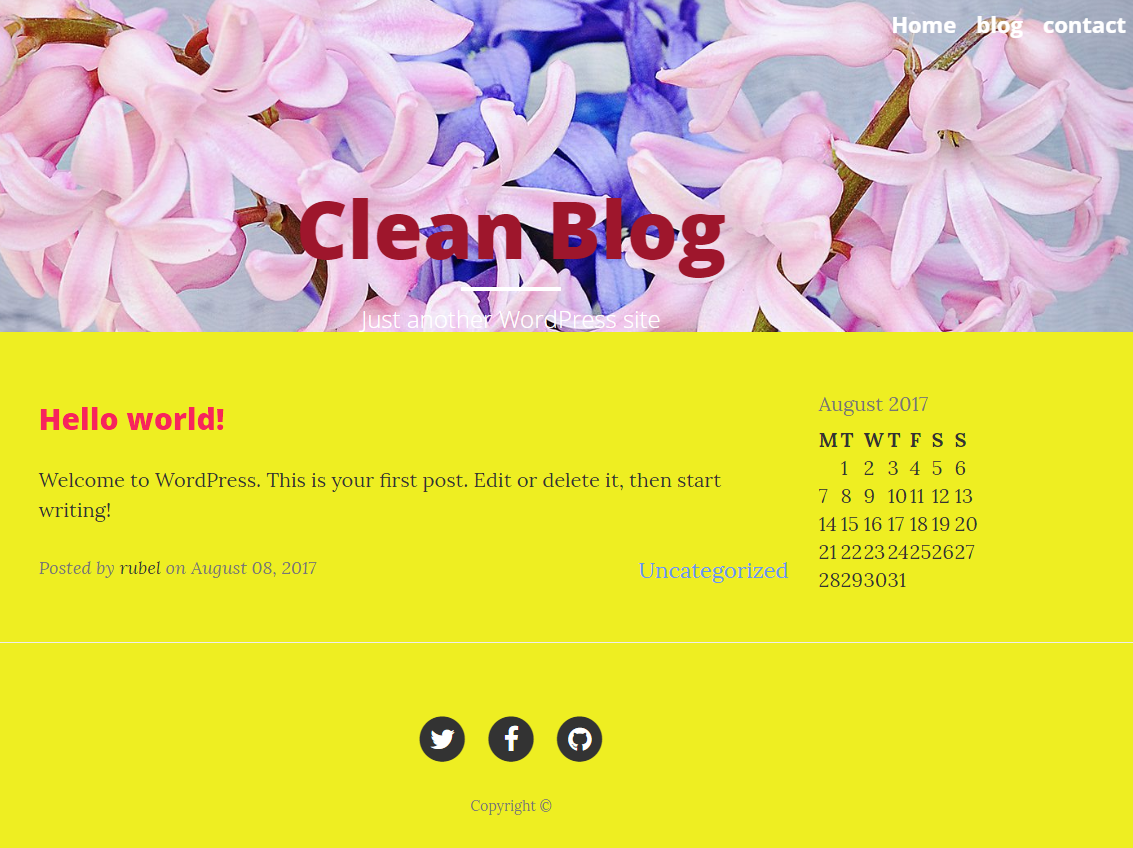 Home blog contact
Clean Blog
Just another WordPress site
Hello world!
Welcome to WordPress. This is your first post. Edit or delete it, then start
writing!
Posted by rubel on August 08, 2017
Uncategorized
August 2017
M T W T F S S
1 2 3 4 5 6
7 8 9 10 11 12 13
14 15 16 17 18 19 20
21 22 23 24 25 26 27
28 29 30 31
Copyright ©